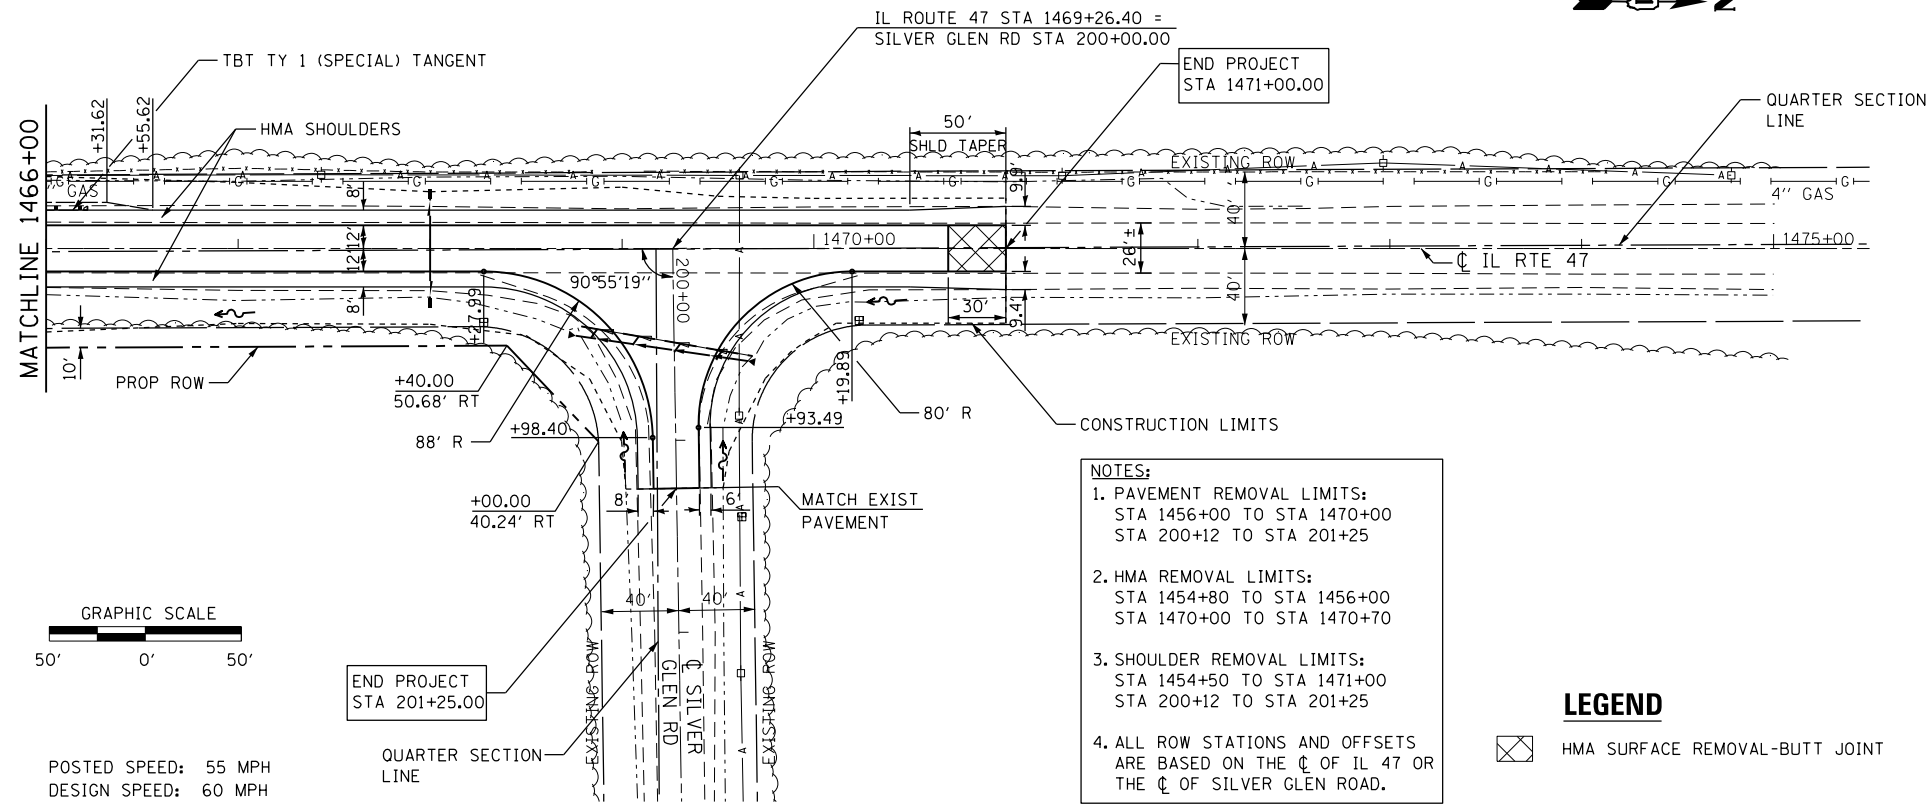 IL ROUTE 47 STA 1469+26.40 =
SILVER GLEN RD STA 200+00.00
N
TBT TY 1 (SPECIAL) TANGENT
END PROJECT
STA 1471+00.00
QUARTER SECTION
LINE
MATCHLINE 1466+00
+31.62
+55.62
HMA SHOULDERS
50'
SHLD TAPER
EXISTING ROW
GAS
4'' GAS
8'
12'
12'
8'
9.9'
40'
40'
26'±
1470+00
1475+00
℄ IL RTE 47
90°55'19''
200+00
30'
9.4'
EXISTING ROW
+27.99
10'
PROP ROW
+40.00
50.68' RT
88' R
+98.40
+19.89
+93.49
80' R
CONSTRUCTION LIMITS
+00.00
40.24' RT
8'
6'
MATCH EXIST
PAVEMENT
NOTES:
1. PAVEMENT REMOVAL LIMITS:
STA 1456+00 TO STA 1470+00
STA 200+12 TO STA 201+25
2. HMA REMOVAL LIMITS:
STA 1454+80 TO STA 1456+00
STA 1470+00 TO STA 1470+70
3. SHOULDER REMOVAL LIMITS:
STA 1454+50 TO STA 1471+00
STA 200+12 TO STA 201+25
4. ALL ROW STATIONS AND OFFSETS
ARE BASED ON THE ℄ OF IL 47 OR
THE ℄ OF SILVER GLEN ROAD.
GRAPHIC SCALE
50' 0' 50'
40' 40'
EXISTING ROW
℄ SILVER
GLEN RD
EXISTING ROW
END PROJECT
STA 201+25.00
QUARTER SECTION
LINE
POSTED SPEED: 55 MPH
DESIGN SPEED: 60 MPH
LEGEND
HMA SURFACE REMOVAL-BUTT JOINT